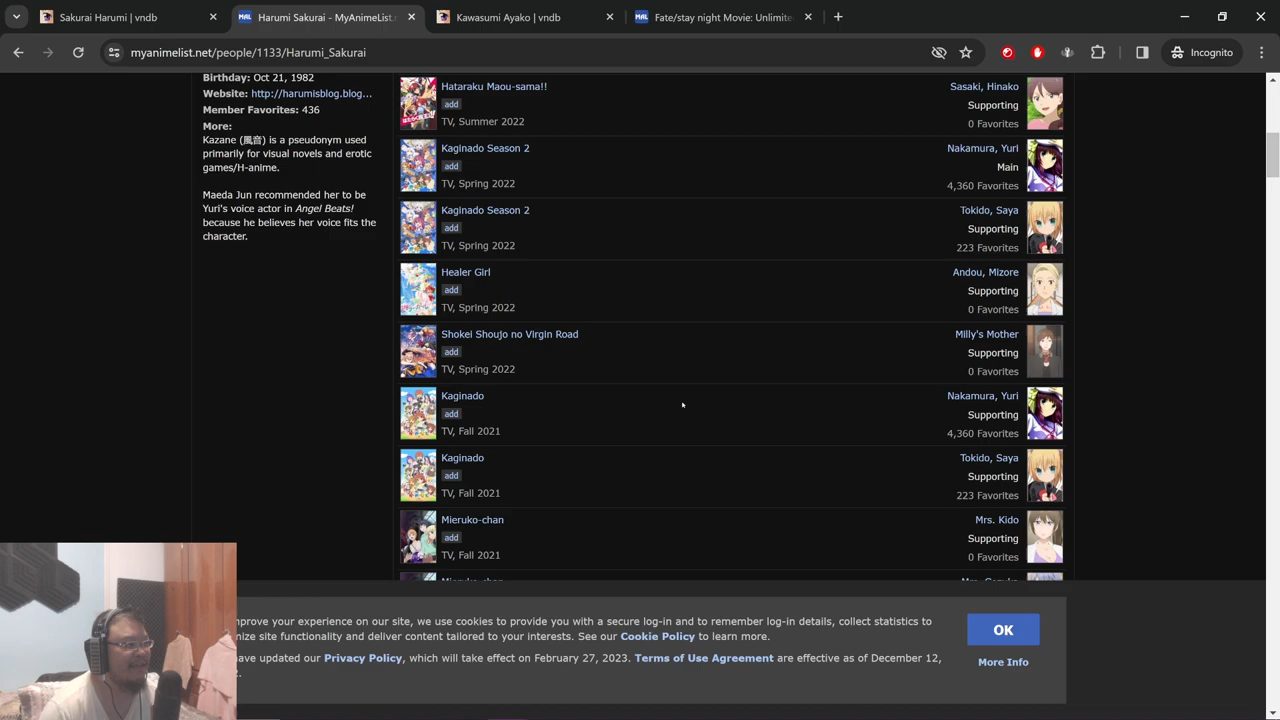 Sakurai Harumi | vndb
Harumi Sakurai - MyAnimeList.
Kawasumi Ayako | vndb
Fate/stay night Movie: Unlimite
myanimelist.net/people/1133/Harumi_Sakurai
Incognito
Birthday: Oct 21, 1982
Website: http://harumisblog.blog...
Member Favorites: 436
More:
Kazane (風音) is a pseudonym used
primarily for visual novels and erotic
games/H-anime.
Maeda Jun recommended her to be
Yuri's voice actor in Angel Beats!
because he believes her voice fits the
character.
Hataraku Maou-sama!!
Sasaki, Hinako
add
Supporting
TV, Summer 2022
0 Favorites
Kaginado Season 2
Nakamura, Yuri
add
Main
TV, Spring 2022
4,360 Favorites
Kaginado Season 2
Tokido, Saya
add
Supporting
TV, Spring 2022
223 Favorites
Healer Girl
Andou, Mizore
add
Supporting
TV, Spring 2022
0 Favorites
Shokei Shoujo no Virgin Road
Milly's Mother
add
Supporting
TV, Spring 2022
0 Favorites
Kaginado
Nakamura, Yuri
add
Supporting
TV, Fall 2021
4,360 Favorites
Kaginado
Tokido, Saya
add
Supporting
TV, Fall 2021
223 Favorites
Mieruko-chan
Mrs. Kido
add
Supporting
TV, Fall 2021
0 Favorites
mprove your experience on our site, we use cookies to provide you with a secure log-in and to remember log-in details, collect statistics to
mize site functionality and deliver content tailored to your interests. See our Cookie Policy to learn more.
ave updated our Privacy Policy, which will take effect on February 27, 2023. Terms of Use Agreement are effective as of December 12,
OK
More Info